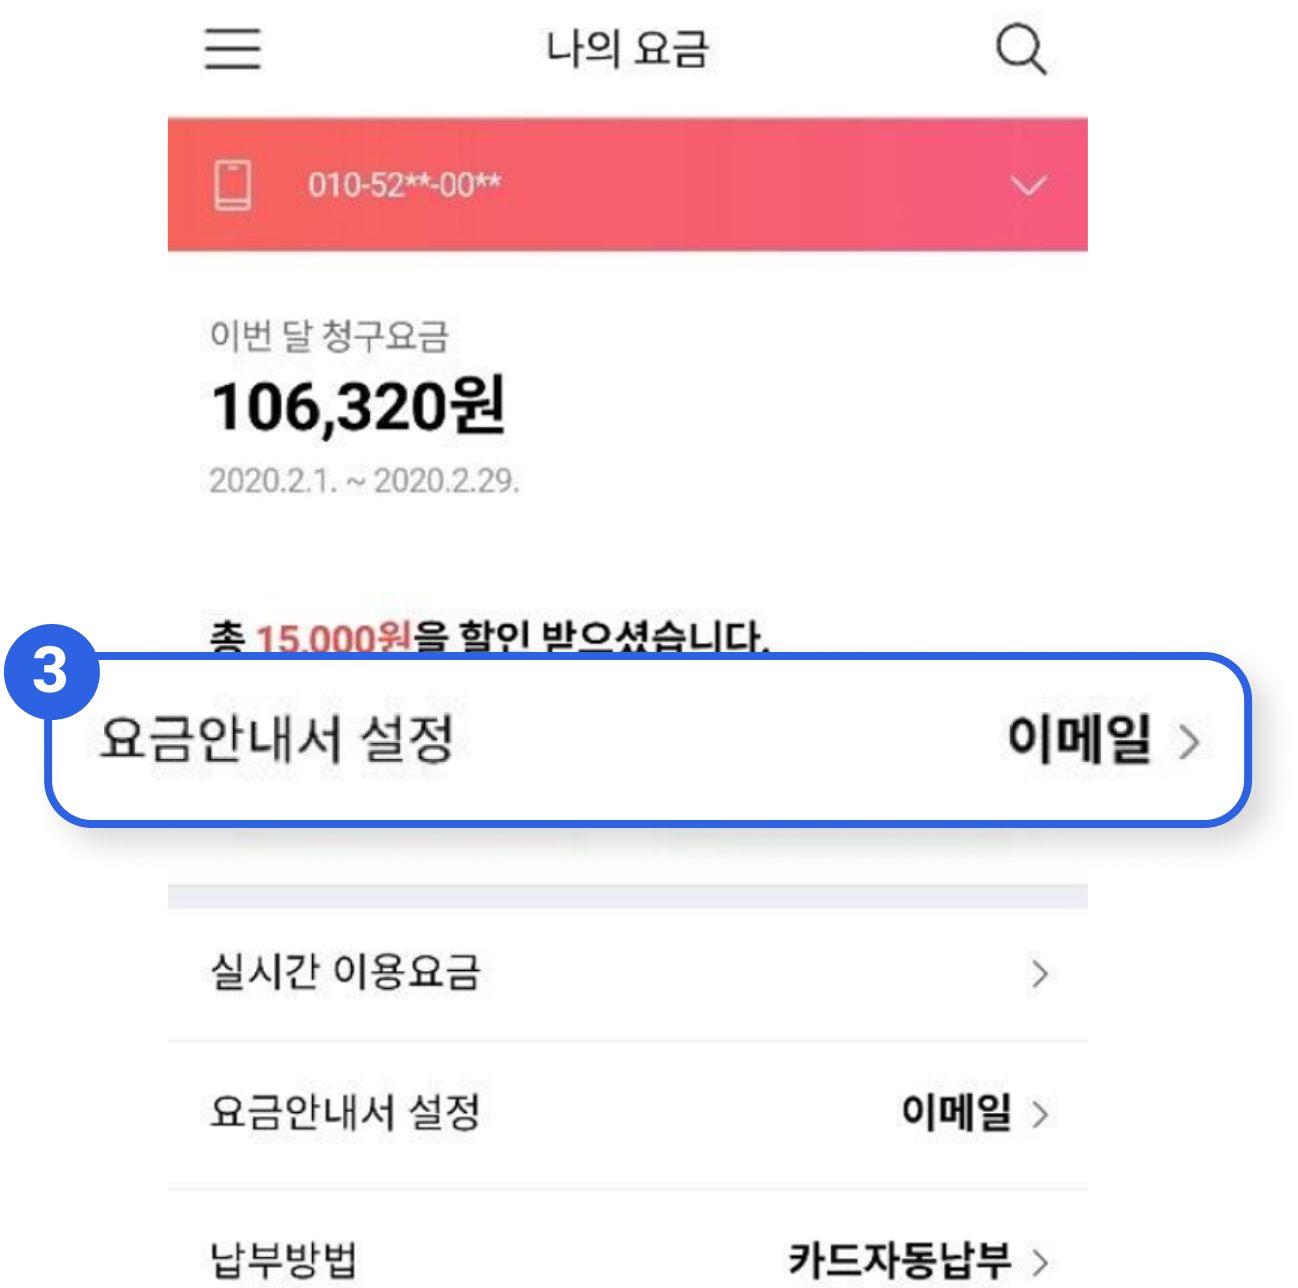 나의 요금
010-52**-00**
이번 달 청구요금
106,320원
2020.2.1. ~ 2020.2.29.
총 15,000원을 할인 받으셨습니다.
3
요금안내서 설정 이메일
실시간 이용요금
요금안내서 설정 이메일
납부방법 카드자동납부